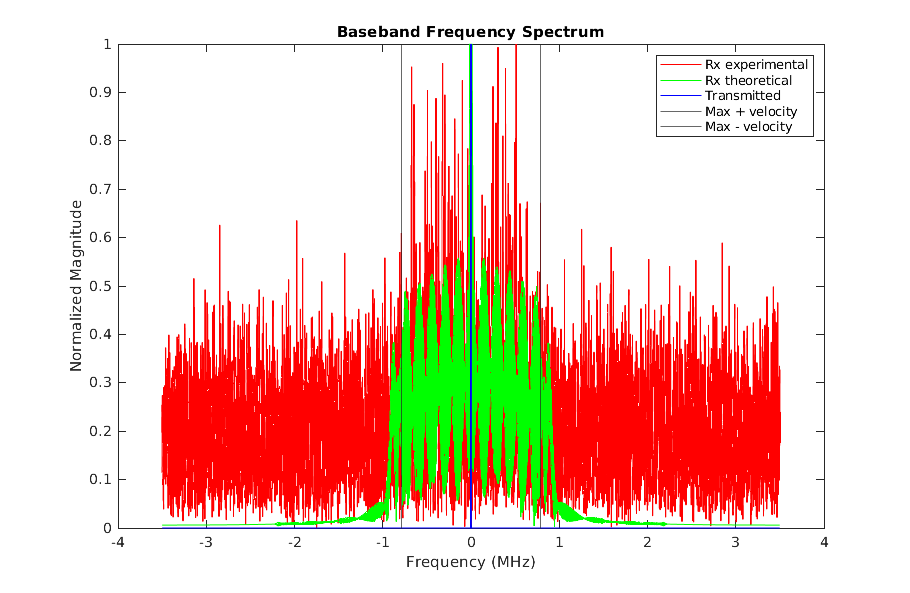 Baseband Frequency Spectrum
Rx experimental
Rx theoretical
Transmitted
Max + velocity
Max - velocity
1
0.9
0.8
0.7
0.6
0.5
0.4
0.3
0.2
0.1
0
Normalized Magnitude
-4 -3 -2 -1 0 1 2 3 4
Frequency (MHz)